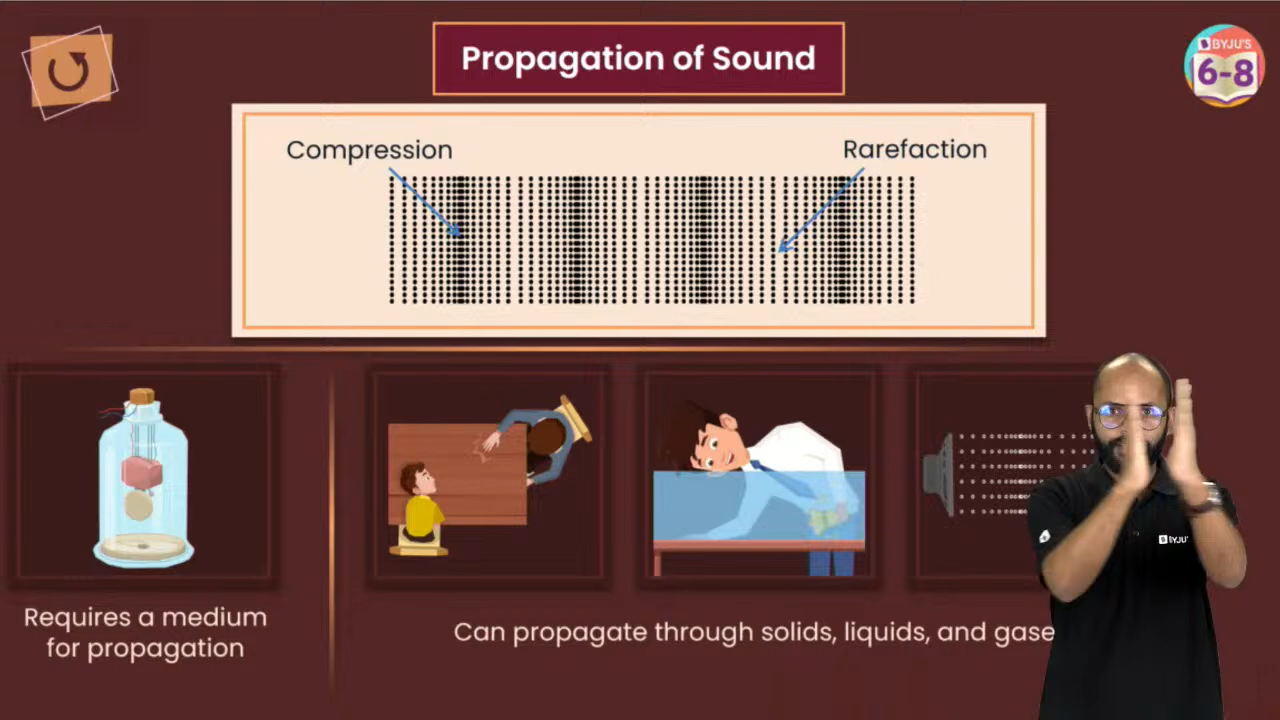 Propagation of Sound
BYJU'S
6-8
Compression
Rarefaction
Requires a medium
for propagation
Can propagate through solids, liquids, and gase
BYJU'